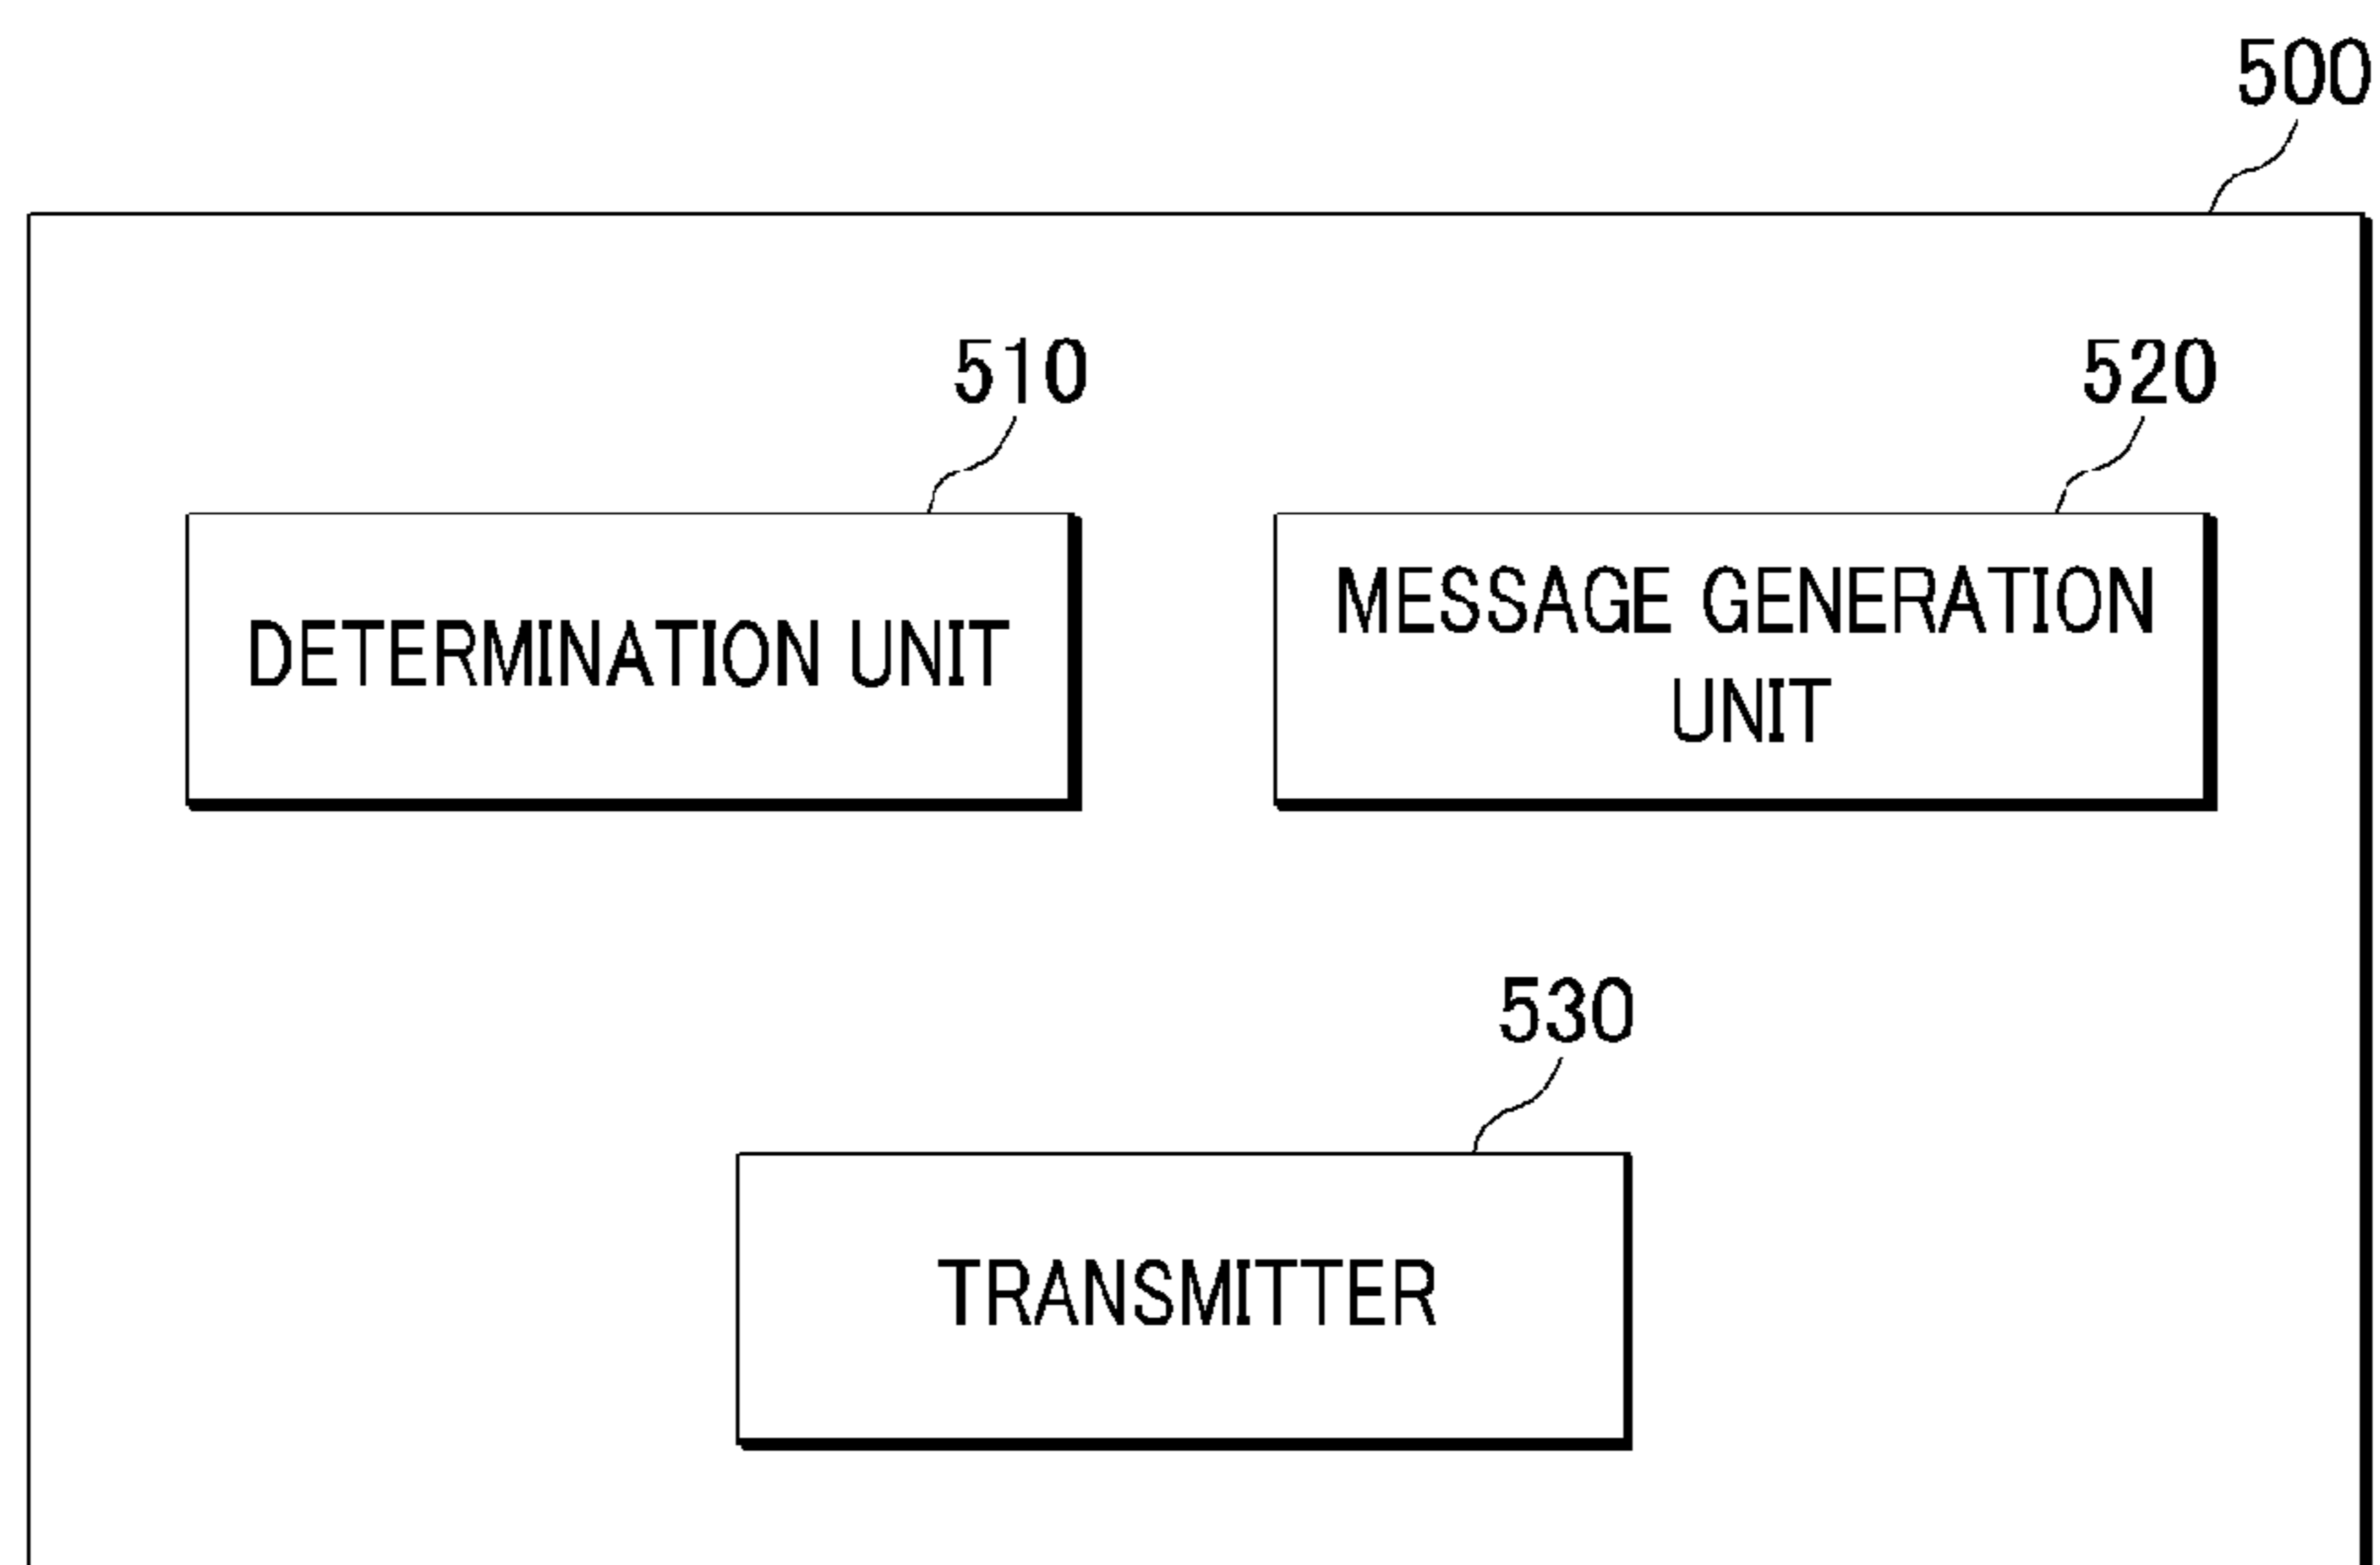 500
510
520
DETERMINATION UNIT
MESSAGE GENERATION
UNIT
530
TRANSMITTER